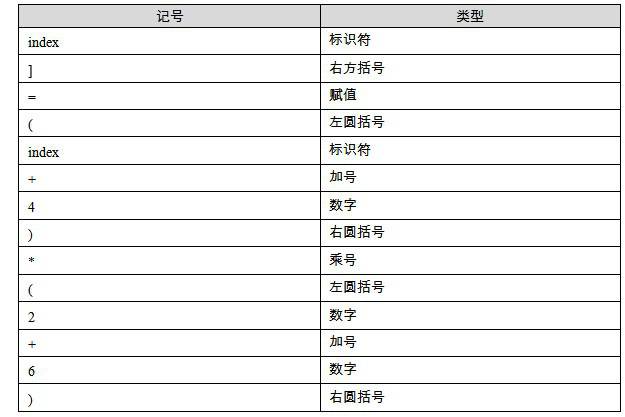 记号 类型
index 标识符
] 右方括号
= 赋值
( 左圆括号
index 标识符
+ 加号
4 数字
) 右圆括号
* 乘号
( 左圆括号
2 数字
+ 加号
6 数字
) 右圆括号